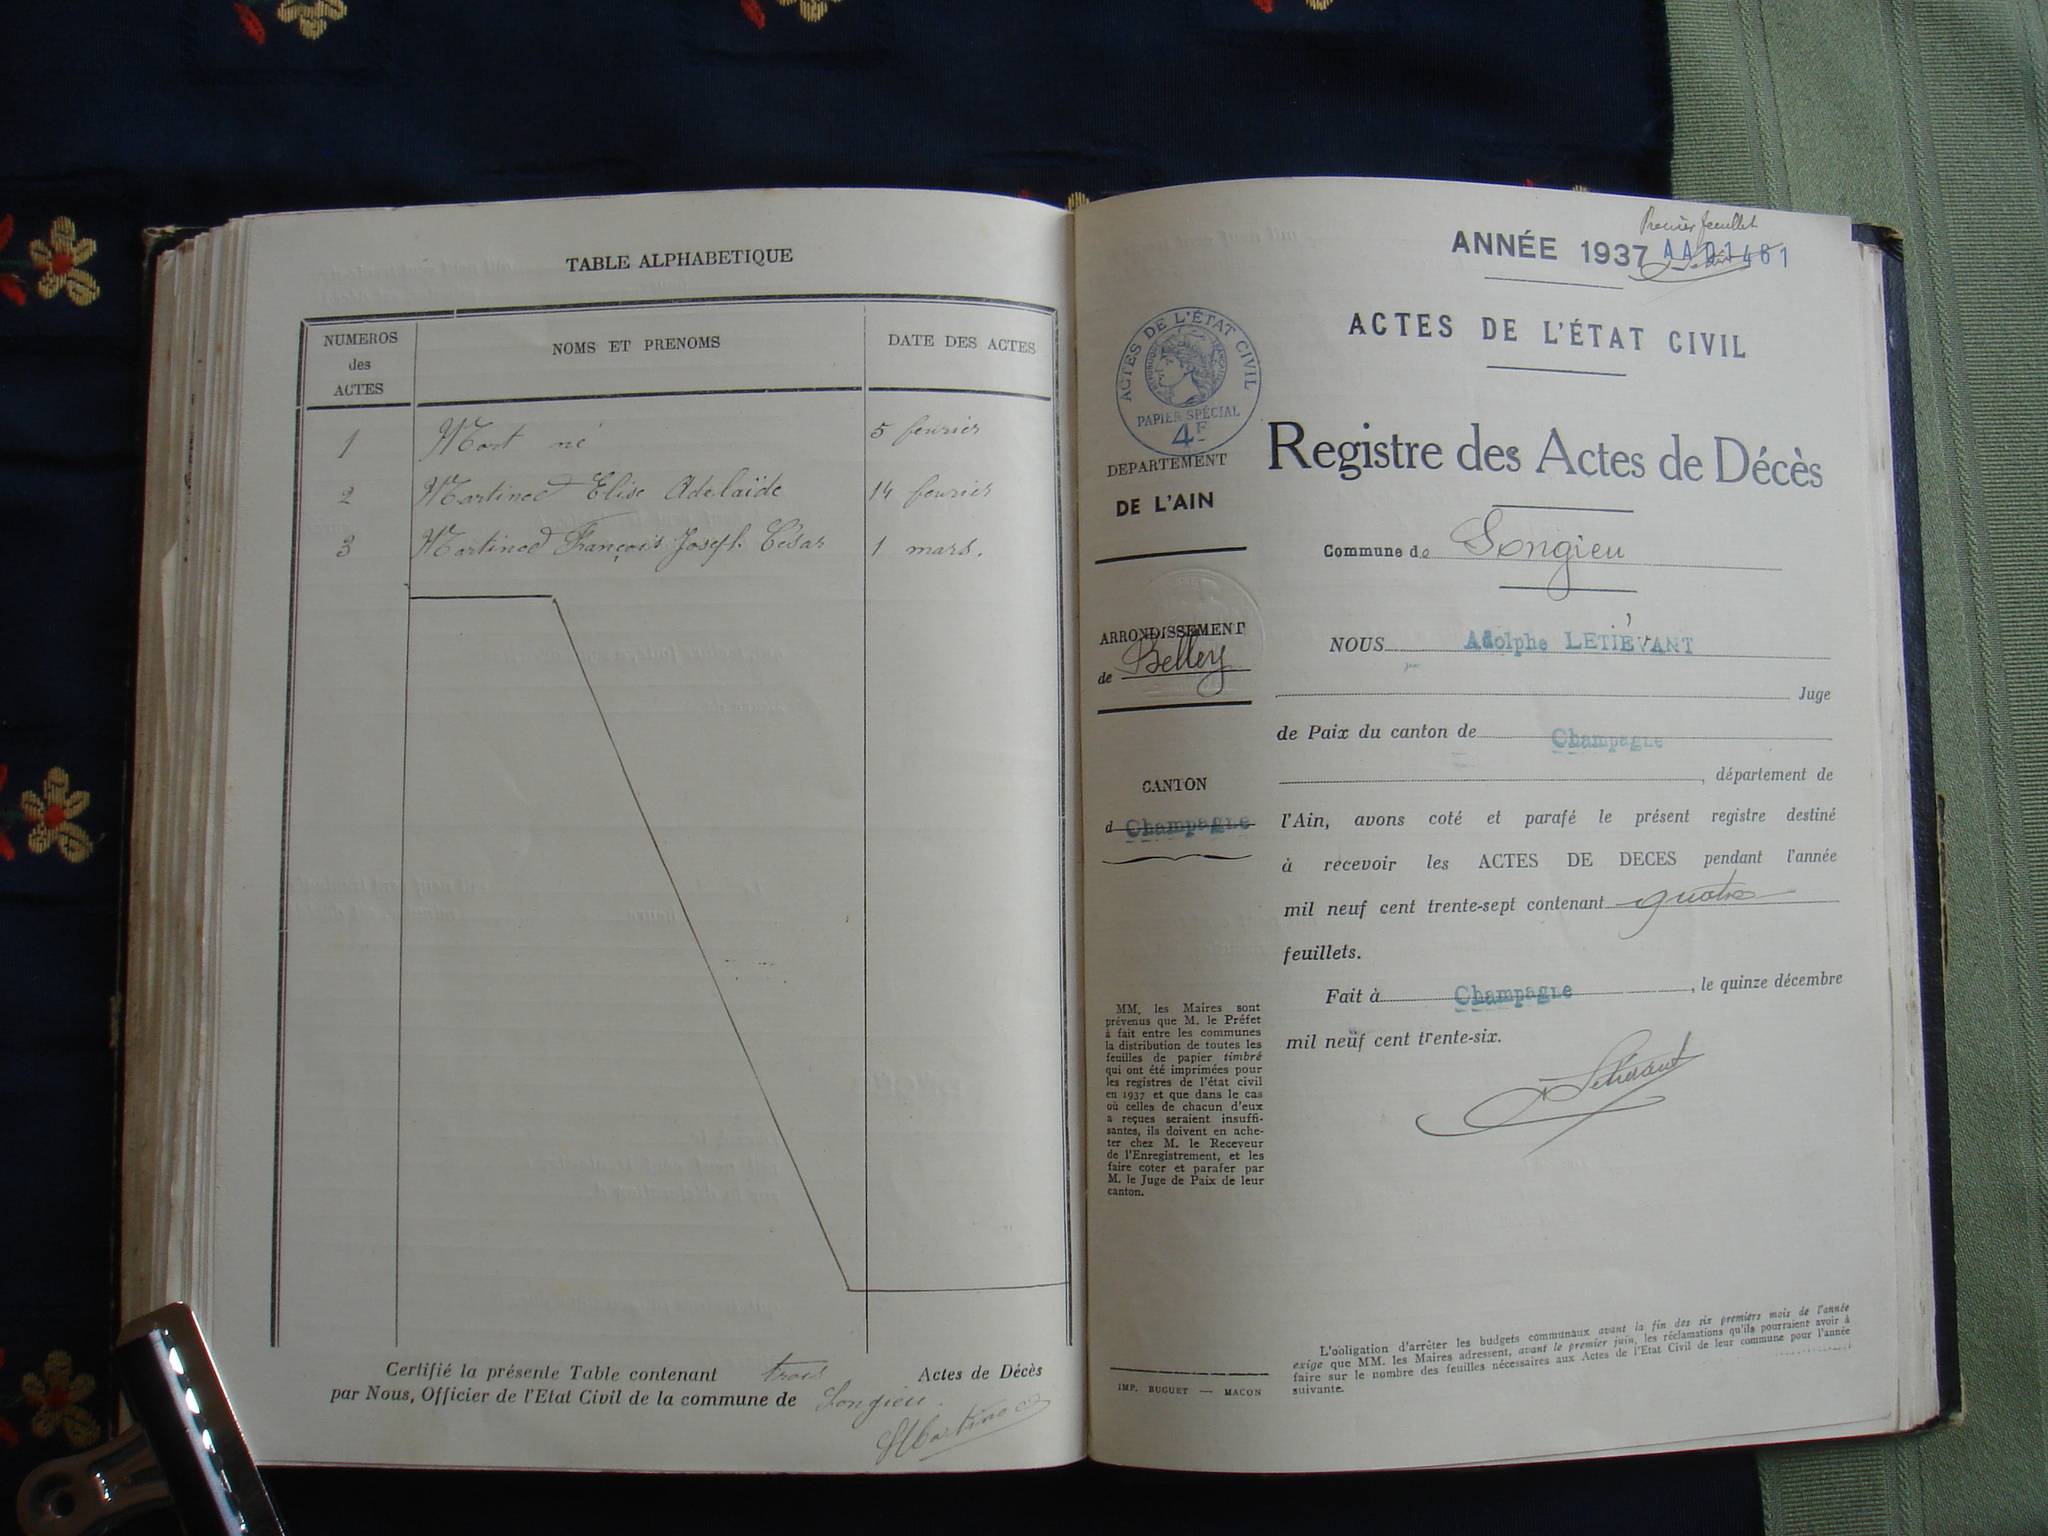 TABLE ALPHABETIQUE
NUMEROS
des
ACTES
NOMS ET PRENOMS
DATE DES ACTES
1 Mort né 5 fevrier
2 Martinod Elise Adelaïde 14 fevrier
3 Martinod François Joseph César 1 mars.
Certifié la présente Table contenant trois Actes de Décès
par Nous, Officier de l'Etat Civil de la commune de Songieu.
Martinod
Premier feuillet
ANNÉE 1937 AA01461
ACTES DE L'ÉTAT CIVIL
ACTES DE L'ÉTAT CIVIL
RÉPUBLIQUE FRANÇAISE
PAPIER SPÉCIAL
4F
DEPARTEMENT
DE L'AIN
Registre des Actes de Décès
Commune de Songieu
ARRONDISSEMENT
de Belley
CANTON
d Champagne
NOUS Adolphe LETIÉVANT
Juge
de Paix du canton de Champagne
, département de
l'Ain, avons coté et parafé le présent registre destiné
à recevoir les ACTES DE DECES pendant l'année
mil neuf cent trente-sept contenant quatre
feuillets.
Fait à Champagne, le quinze décembre
mil neuf cent trente-six.
Letiévant
MM. les Maires sont
prévenus que M. le Préfet
à fait entre les communes
la distribution de toutes les
feuilles de papier timbré
qui ont été imprimées pour
les registres de l'état civil
en 1937 et que dans le cas
où celles de chacun d'eux
a reçues seraient insuffi-
santes, ils doivent en ache-
ter chez M. le Receveur
de l'Enregistrement, et les
faire coter et parafer par
M. le Juge de Paix de leur
canton.
IMP. BUGUET — MACON
L'obligation d'arrêter les budgets communaux avant la fin des six premiers mois de l'année
exige que MM. les Maires adressent, avant le premier juin, les réclamations qu'ils pourraient avoir à
faire sur le nombre des feuilles nécessaires aux Actes de l'Etat Civil de leur commune pour l'année
suivante.